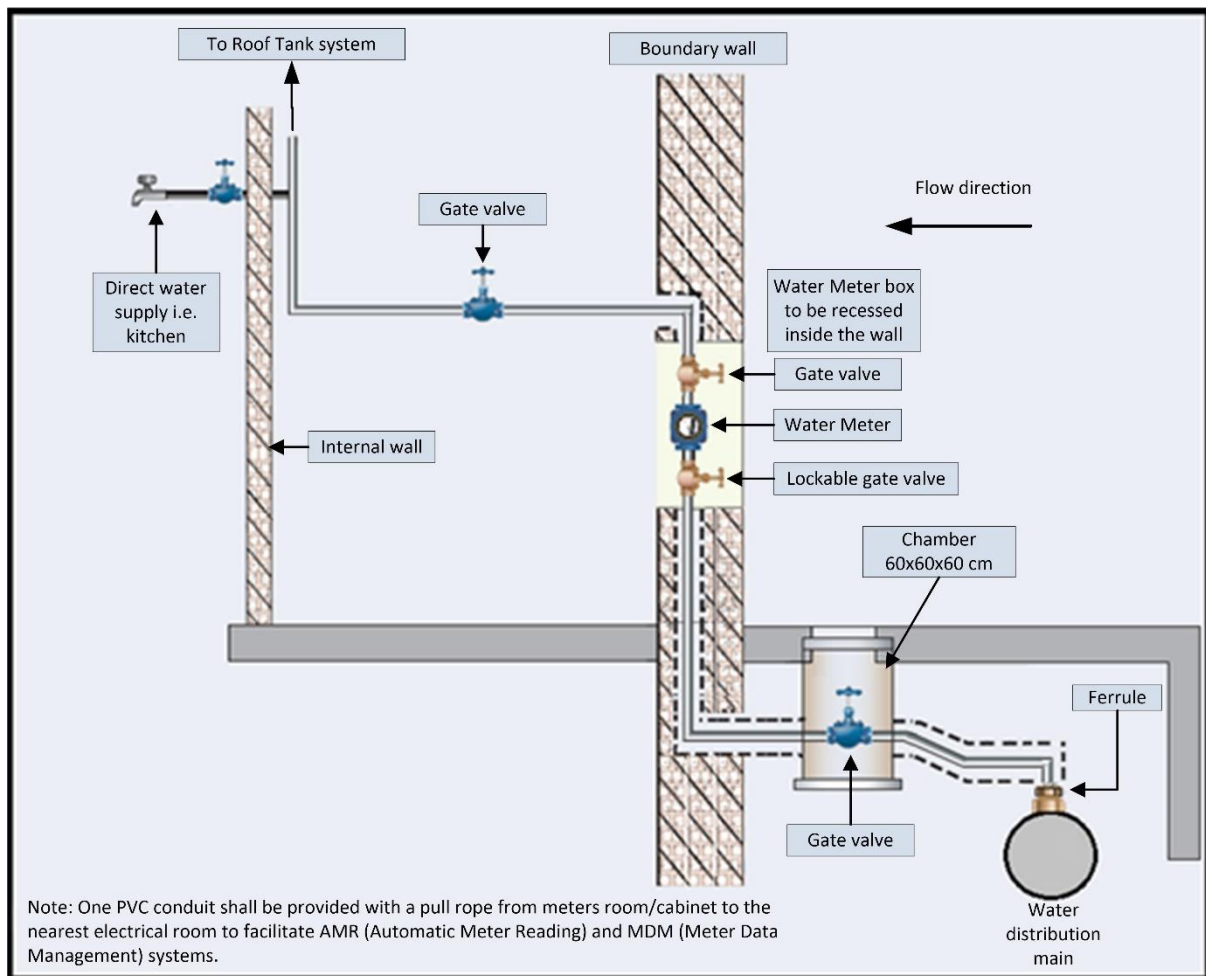 To Roof Tank system
Boundary wall
Flow direction
Gate valve
Direct water
supply i.e.
kitchen
Water Meter box
to be recessed
inside the wall
Gate valve
Water Meter
Internal wall
Lockable gate valve
Chamber
60x60x60 cm
Ferrule
Gate valve
Water
distribution
main
Note: One PVC conduit shall be provided with a pull rope from meters room/cabinet to the
nearest electrical room to facilitate AMR (Automatic Meter Reading) and MDM (Meter Data
Management) systems.